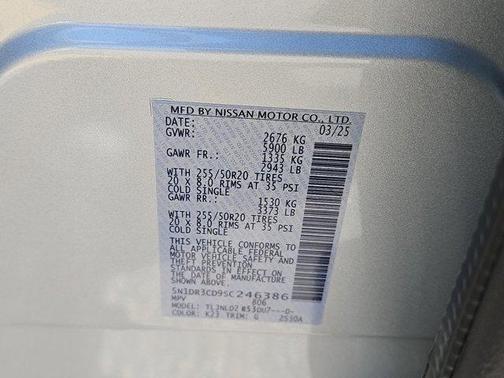 MFD BY NISSAN MOTOR CO., LTD.
DATE: 03/25
GVWR: 2676 KG
5900 LB
GAWR FR.: 1335 KG
2943 LB
WITH 255/50R20 TIRES
20 x 8.0 RIMS AT 35 PSI
COLD SINGLE
GAWR RR.: 1530 KG
3373 LB
WITH 255/50R20 TIRES
20 x 8.0 RIMS AT 35 PSI
COLD SINGLE
THIS VEHICLE CONFORMS TO
ALL APPLICABLE FEDERAL
MOTOR VEHICLE SAFETY
STANDARDS IN EFFECT ON
THE DATE OF MANUFACTURE
SHOWN ABOVE.
5N1DR3CD9SC246386
MPV 806
MODEL:
COLOR: K23 TRIM: G 2530A